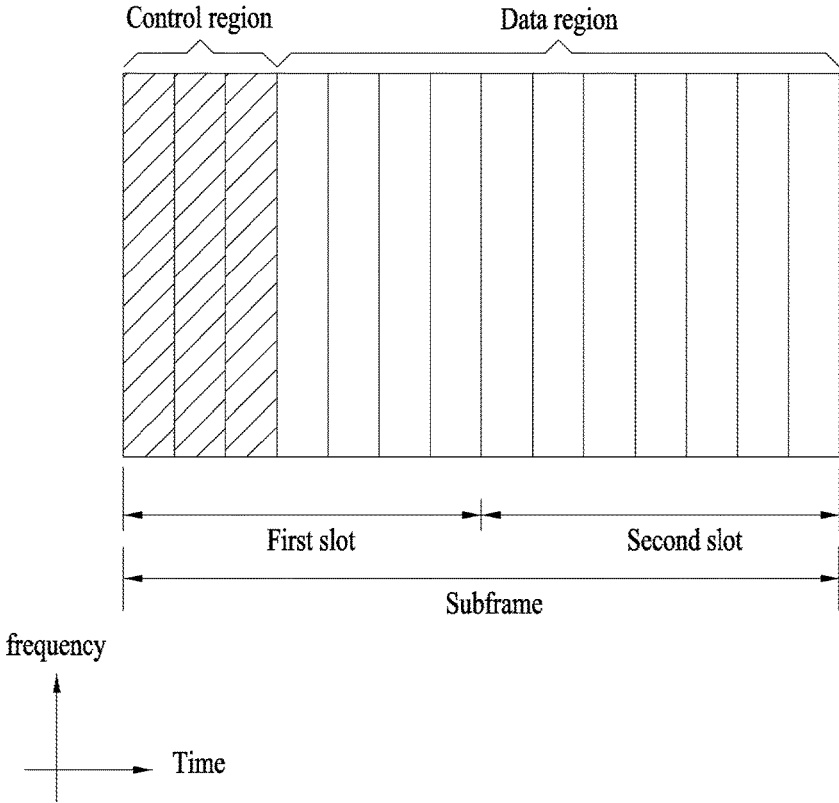 Control region
Data region
First slot
Second slot
Subframe
frequency
Time